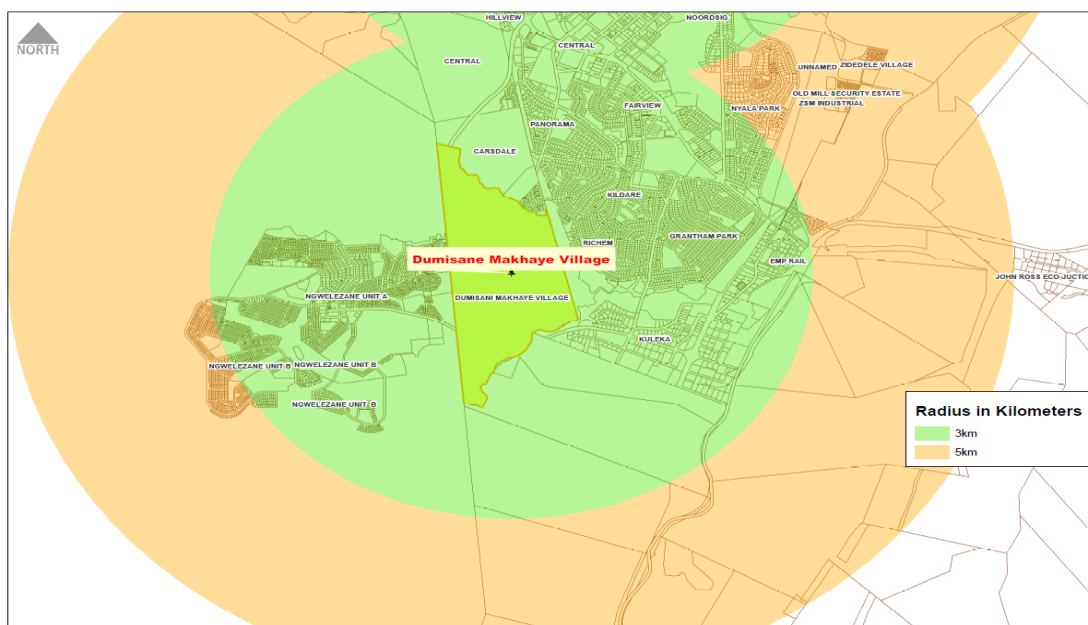 HILLVIEW
NOORDSIG
NORTH
CENTRAL
CENTRAL
UNNAMED
ZIDEDELE VILLAGE
OLD MILL SECURITY ESTATE
ZSM INDUSTRIAL
FAIRVIEW
NYALA PARK
PANORAMA
CARSDALE
KILDARE
GRANTHAM PARK
RICHEM
Dumisane Makhaye Village
EMP RAIL
JOHN ROSS ECO-JUCTIO
NGWELEZANE UNIT A
DUMISANI MAKHAYE VILLAGE
KULEKA
NGWELEZANE UNIT B
NGWELEZANE UNIT B
NGWELEZANE UNIT B
Radius in Kilometers
3km
5km